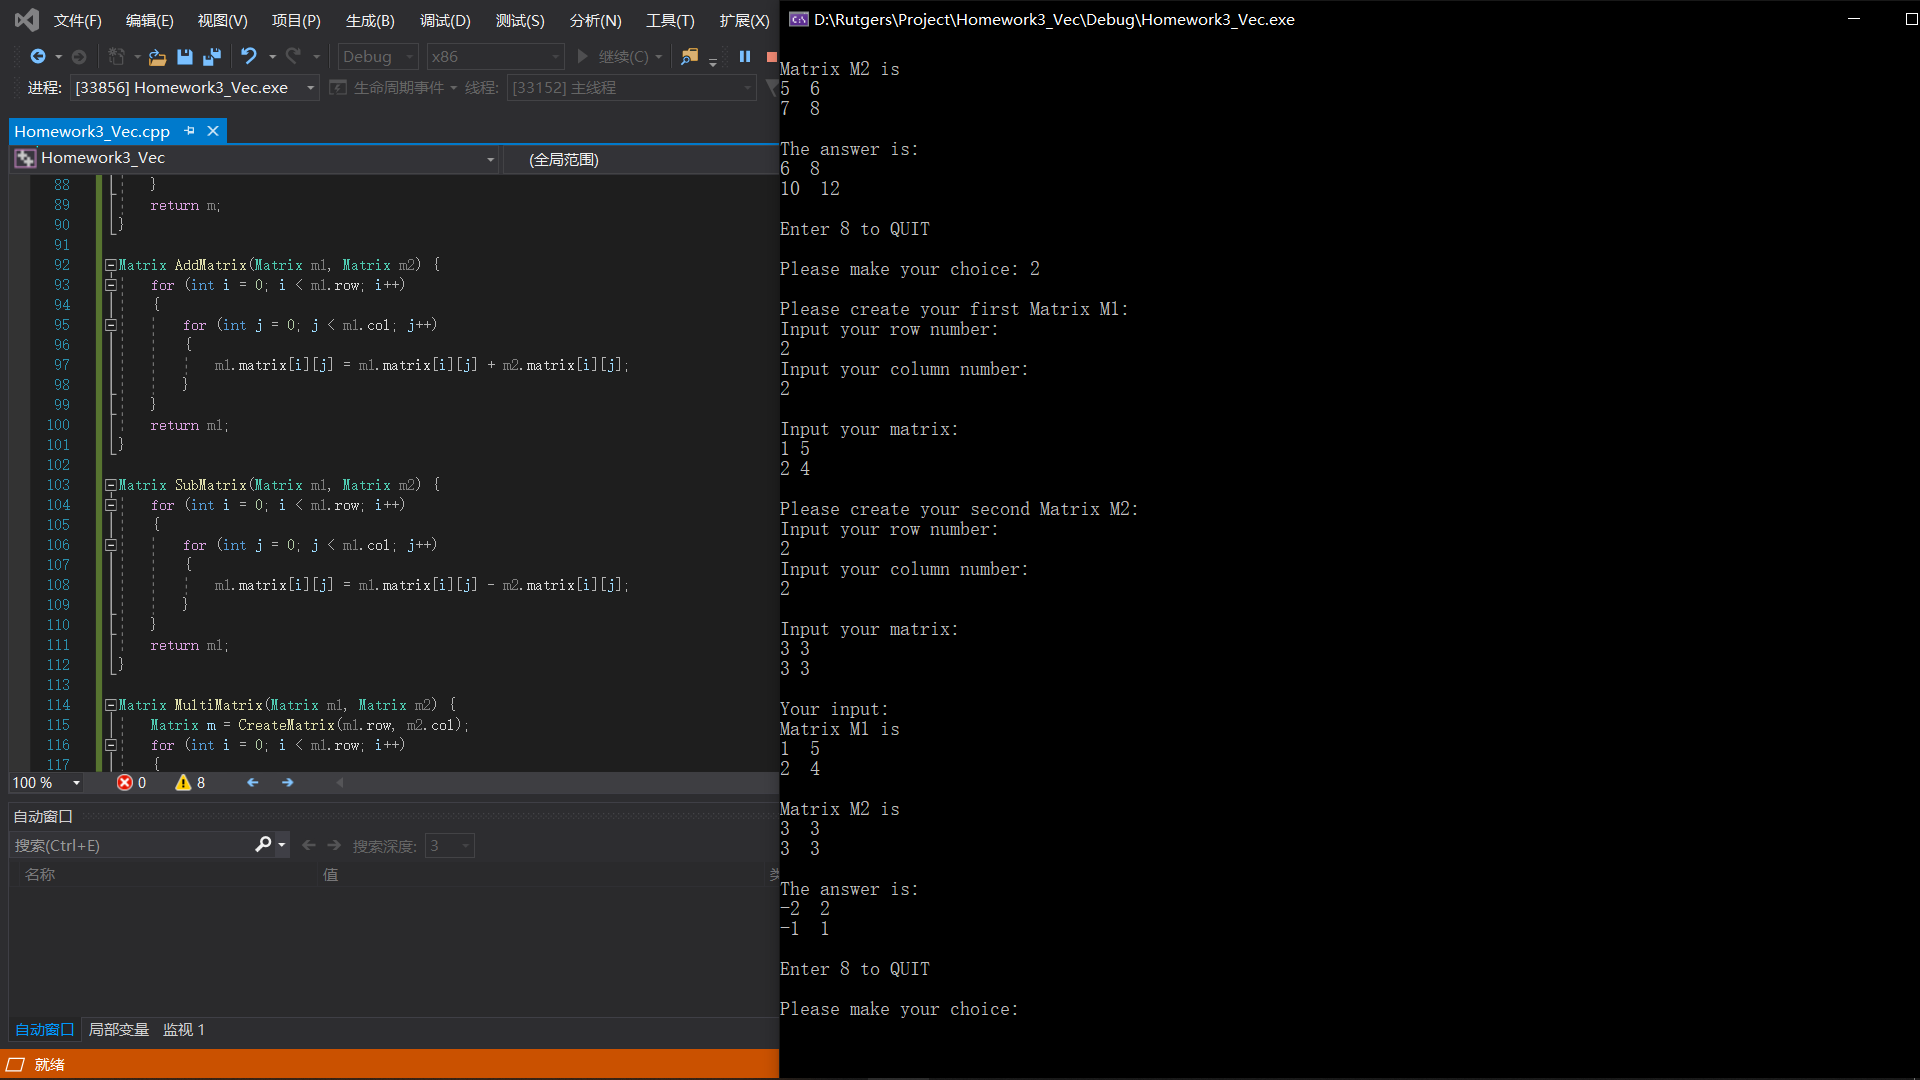 文件(F) 编辑(E) 视图(V) 项目(P) 生成(B) 调试(D) 测试(S) 分析(N) 工具(T) 扩展(X)
Debug x86 继续(C)
进程: [33856] Homework3_Vec.exe 生命周期事件 线程: [33152] 主线程
Homework3_Vec.cpp
Homework3_Vec (全局范围)
88 }
89 return m;
90 }
91
92 Matrix AddMatrix(Matrix m1, Matrix m2) {
93 for (int i = 0; i < m1.row; i++)
94 {
95 for (int j = 0; j < m1.col; j++)
96 {
97 m1.matrix[i][j] = m1.matrix[i][j] + m2.matrix[i][j];
98 }
99 }
100 return m1;
101 }
102
103 Matrix SubMatrix(Matrix m1, Matrix m2) {
104 for (int i = 0; i < m1.row; i++)
105 {
106 for (int j = 0; j < m1.col; j++)
107 {
108 m1.matrix[i][j] = m1.matrix[i][j] - m2.matrix[i][j];
109 }
110 }
111 return m1;
112 }
113
114 Matrix MultiMatrix(Matrix m1, Matrix m2) {
115 Matrix m = CreateMatrix(m1.row, m2.col);
116 for (int i = 0; i < m1.row; i++)
117 {
100 % 0 8
自动窗口
搜索(Ctrl+E) 搜索深度: 3
名称 值 类
自动窗口 局部变量 监视 1
就绪
D:\Rutgers\Project\Homework3_Vec\Debug\Homework3_Vec.exe
Matrix M2 is
5 6
7 8
The answer is:
6 8
10 12
Enter 8 to QUIT
Please make your choice: 2
Please create your first Matrix M1:
Input your row number:
2
Input your column number:
2
Input your matrix:
1 5
2 4
Please create your second Matrix M2:
Input your row number:
2
Input your column number:
2
Input your matrix:
3 3
3 3
Your input:
Matrix M1 is
1 5
2 4
Matrix M2 is
3 3
3 3
The answer is:
-2 2
-1 1
Enter 8 to QUIT
Please make your choice: